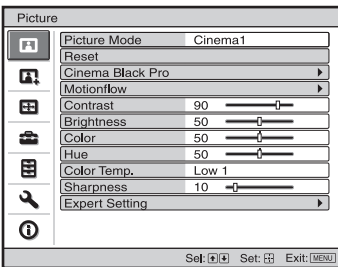 Picture
Picture Mode Cinema1
Reset
Cinema Black Pro
Motionflow
Contrast 90
Brightness 50
Color 50
Hue 50
Color Temp. Low 1
Sharpness 10
Expert Setting
Sel: Set: Exit: MENU